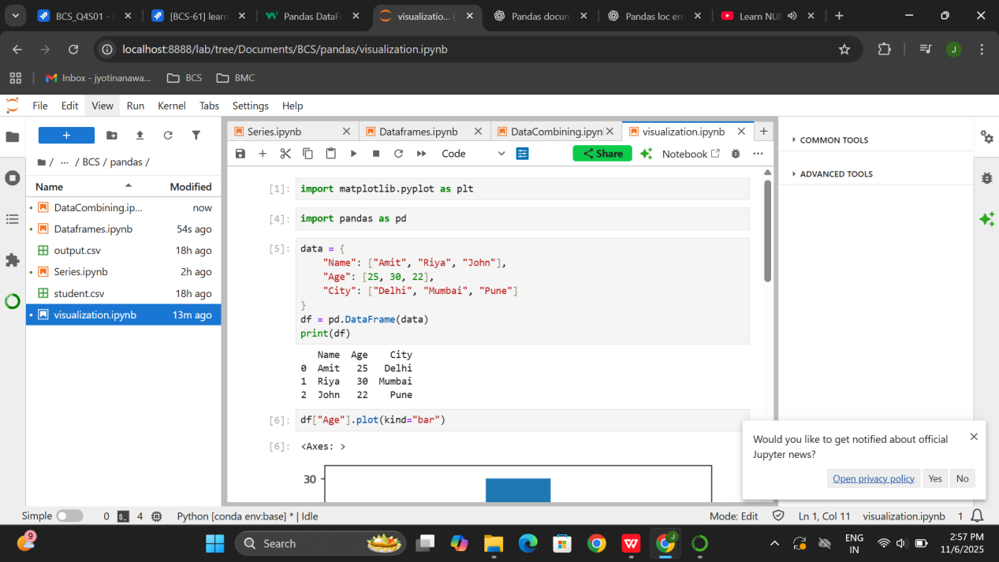 BCS_Q4S01 -
[BCS-61] learn
Pandas DataFr
visualizatio... (
Pandas docum
Pandas loc err
Learn NUM
localhost:8888/lab/tree/Documents/BCS/pandas/visualization.ipynb
J
Inbox - jyotinanawa...
BCS
BMC
File Edit View Run Kernel Tabs Settings Help
Series.ipynb
Dataframes.ipynb
DataCombining.ipyn
visualization.ipynb
Code
Share
Notebook
/ ... / BCS / pandas /
Name Modified
DataCombining.ip... now
Dataframes.ipynb 54s ago
output.csv 18h ago
Series.ipynb 2h ago
student.csv 18h ago
visualization.ipynb 13m ago
[1]: import matplotlib.pyplot as plt
[4]: import pandas as pd
[5]: data = {
"Name": ["Amit", "Riya", "John"],
"Age": [25, 30, 22],
"City": ["Delhi", "Mumbai", "Pune"]
}
df = pd.DataFrame(data)
print(df)
Name Age City
0 Amit 25 Delhi
1 Riya 30 Mumbai
2 John 22 Pune
[6]: df["Age"].plot(kind="bar")
[6]: <Axes: >
30
COMMON TOOLS
ADVANCED TOOLS
Would you like to get notified about official
Jupyter news?
Open privacy policy Yes No
Simple 0 $_ 4 Python [conda env:base] * | Idle Mode: Edit Ln 1, Col 11 visualization.ipynb 1
9
Search
J
ENG
IN
2:57 PM
11/6/2025